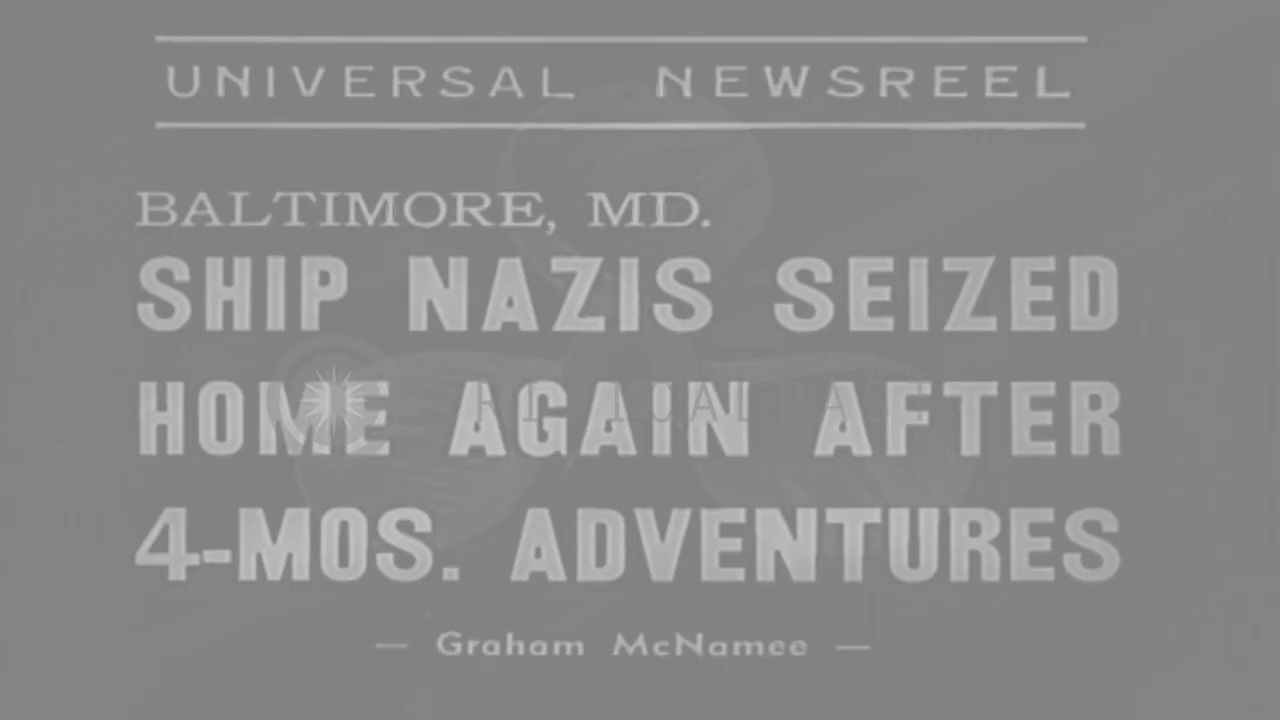 UNIVERSAL NEWSREEL
BALTIMORE, MD.
SHIP NAZIS SEIZED
HOME AGAIN AFTER
4-MOS. ADVENTURES
— Graham McNamee —